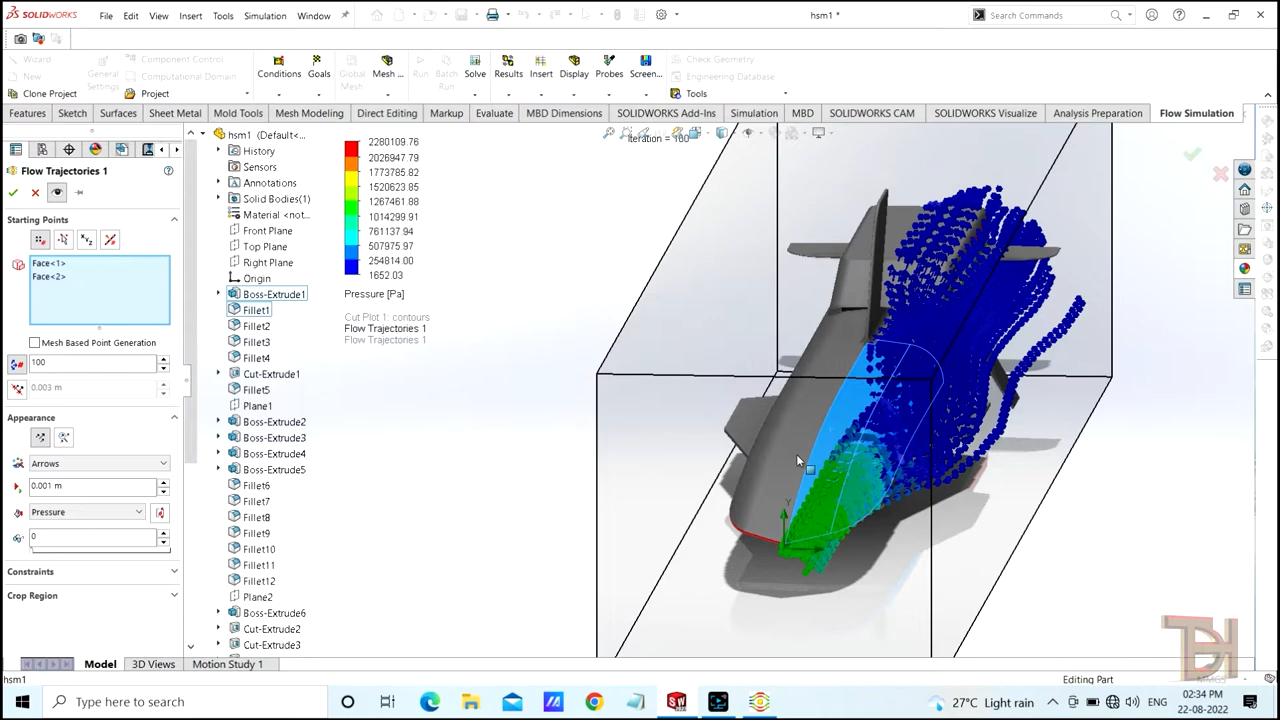 SOLIDWORKS File Edit View Insert Tools Simulation Window hsm1 * Search Commands
Wizard
New
Clone Project
General Settings
Component Control
Computational Domain
Project
Conditions
Goals
Global Mesh
Mesh ...
Run
Batch Run
Solve
Results
Insert
Display
Probes
Screen...
Check Geometry
Engineering Database
Tools
Features Sketch Surfaces Sheet Metal Mold Tools Mesh Modeling Direct Editing Markup Evaluate MBD Dimensions SOLIDWORKS Add-Ins Simulation MBD SOLIDWORKS CAM SOLIDWORKS Visualize Analysis Preparation Flow Simulation
Flow Trajectories 1
Starting Points
Face<1>
Face<2>
Mesh Based Point Generation
100
0.003 m
Appearance
Arrows
0.001 m
Pressure
0
Constraints
Crop Region
hsm1 (Default<...
History
Sensors
Annotations
Solid Bodies(1)
Material <not...
Front Plane
Top Plane
Right Plane
Origin
Boss-Extrude1
Fillet1
Fillet2
Fillet3
Fillet4
Cut-Extrude1
Fillet5
Plane1
Boss-Extrude2
Boss-Extrude3
Boss-Extrude4
Boss-Extrude5
Fillet6
Fillet7
Fillet8
Fillet9
Fillet10
Fillet11
Fillet12
Plane2
Boss-Extrude6
Cut-Extrude2
Cut-Extrude3
2280109.76
2026947.79
1773785.82
1520623.85
1267461.88
1014299.91
761137.94
507975.97
254814.00
1652.03
Pressure [Pa]
Cut Plot 1: contours
Flow Trajectories 1
Flow Trajectories 1
Iteration = 100
Y
Model 3D Views Motion Study 1
hsm1 Editing Part MMGS
Type here to search
27°C Light rain
ENG
02:34 PM
22-08-2022